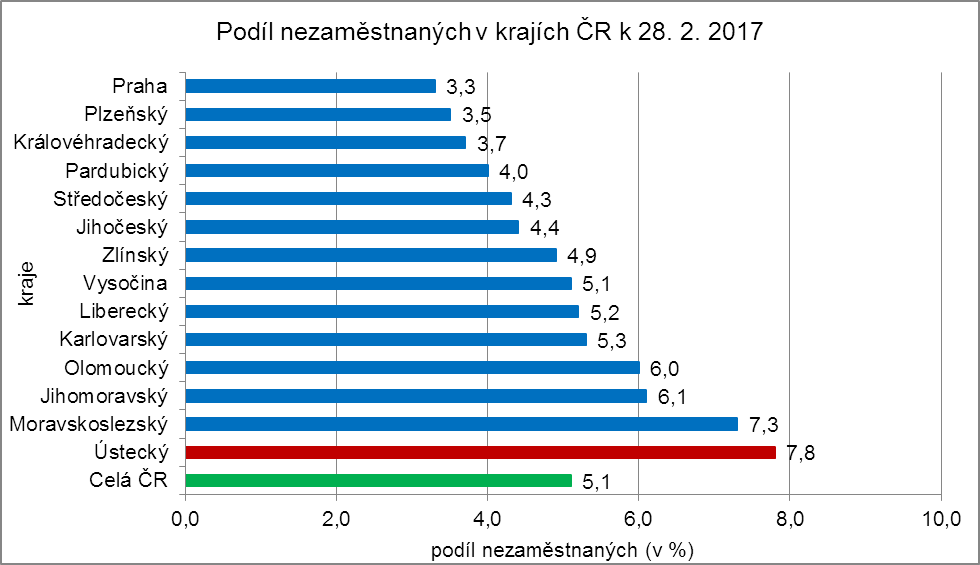 Podíl nezaměstnaných v krajích ČR k 28. 2. 2017
kraje
Praha 3,3
Plzeňský 3,5
Královéhradecký 3,7
Pardubický 4,0
Středočeský 4,3
Jihočeský 4,4
Zlínský 4,9
Vysočina 5,1
Liberecký 5,2
Karlovarský 5,3
Olomoucký 6,0
Jihomoravský 6,1
Moravskoslezský 7,3
Ústecký 7,8
Celá ČR 5,1
0,0 2,0 4,0 6,0 8,0 10,0
podíl nezaměstnaných (v %)